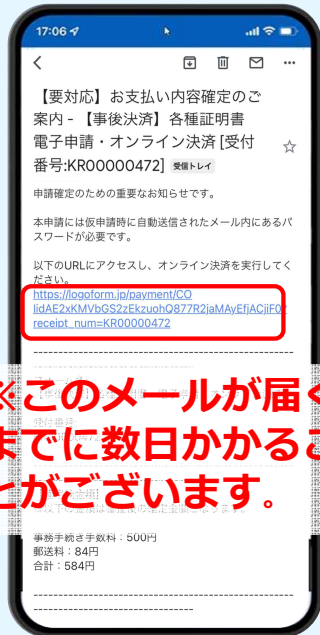 17:06
【要対応】お支払い内容確定のご
案内 - 【事後決済】各種証明書
電子申請・オンライン決済 [受付
番号:KR00000472] 受信トレイ
申請確定のための重要なお知らせです。
本申請には仮申請時に自動送信されたメール内にあるパ
スワードが必要です。
以下のURLにアクセスし、オンライン決済を実行してく
ださい。
https://logoform.jp/payment/CO
lidAE2xKMVbGS2zEkzuohQ877R2jaMAyEfjACjiF0
receipt_num=KR00000472
※このメールが届く
までに数日かかるこ
とがございます。
事務手続き手数料：500円
郵送料：84円
合計：584円